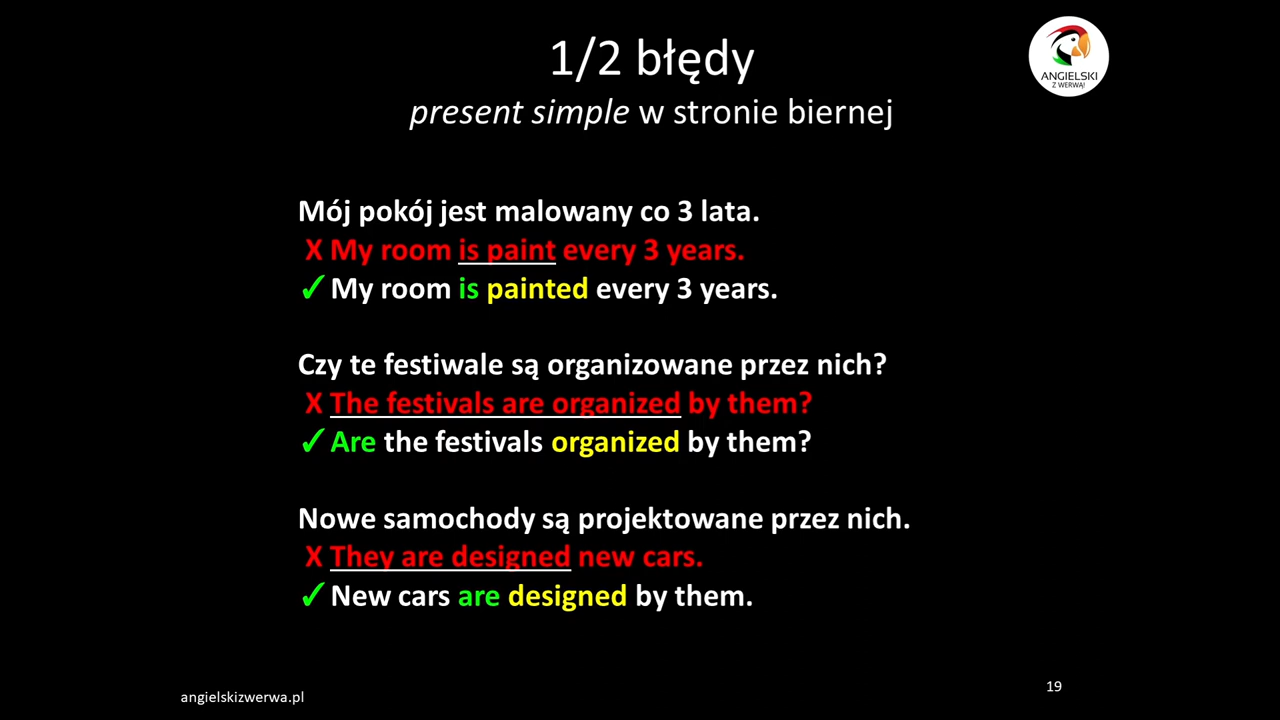 1/2 błędy
present simple w stronie biernej
ANGIELSKI
Z WERWĄ!
Mój pokój jest malowany co 3 lata.
X My room is paint every 3 years.
✓ My room is painted every 3 years.
Czy te festiwale są organizowane przez nich?
X The festivals are organized by them?
✓ Are the festivals organized by them?
Nowe samochody są projektowane przez nich.
X They are designed new cars.
✓ New cars are designed by them.
angielskizwerwa.pl
19